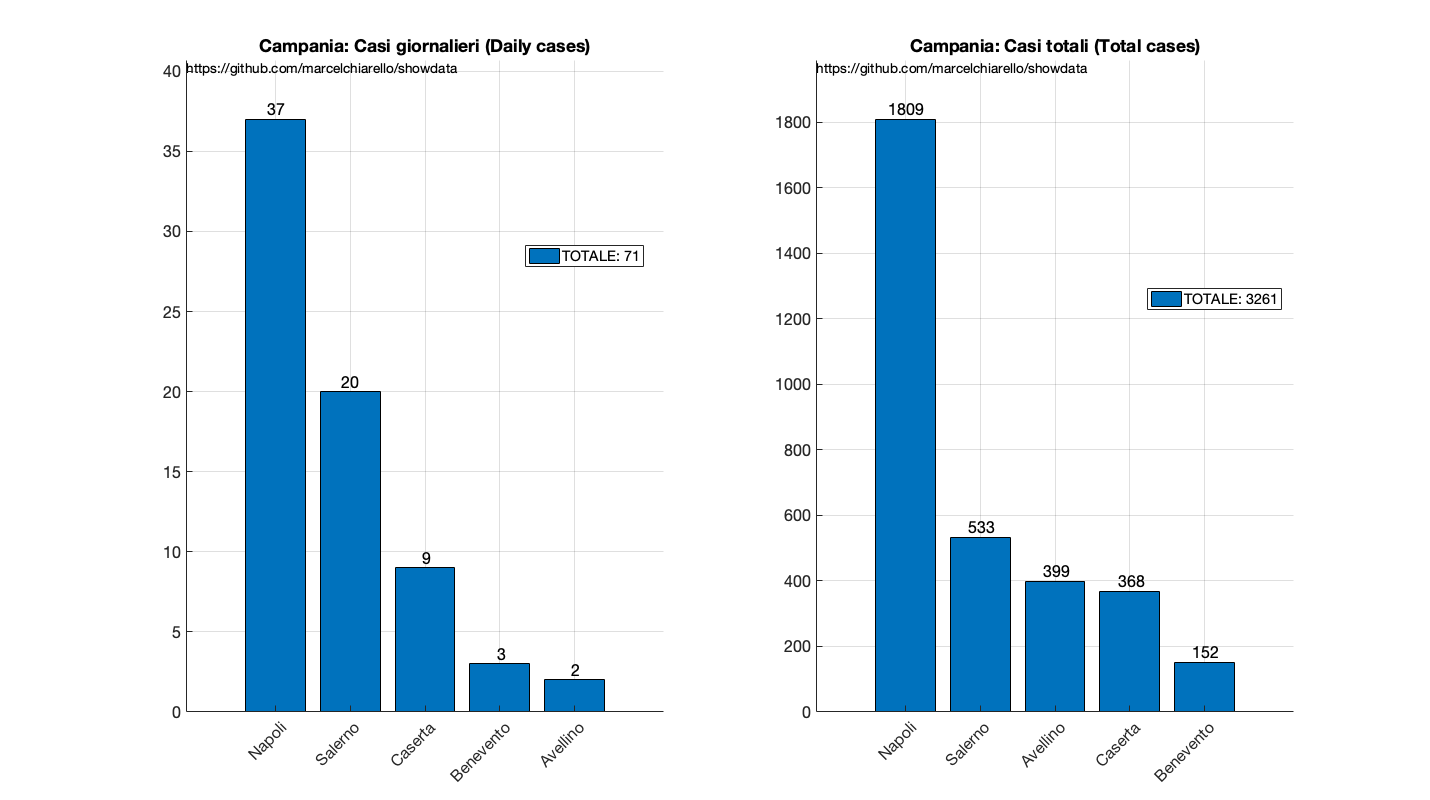 Campania: Casi giornalieri (Daily cases)
https://github.com/marcelchiarello/showdata
40
35
30
25
20
15
10
5
0
37
20
9
3
2
TOTALE: 71
Napoli
Salerno
Caserta
Benevento
Avellino
Campania: Casi totali (Total cases)
https://github.com/marcelchiarello/showdata
1800
1600
1400
1200
1000
800
600
400
200
0
1809
533
399
368
152
TOTALE: 3261
Napoli
Salerno
Avellino
Caserta
Benevento